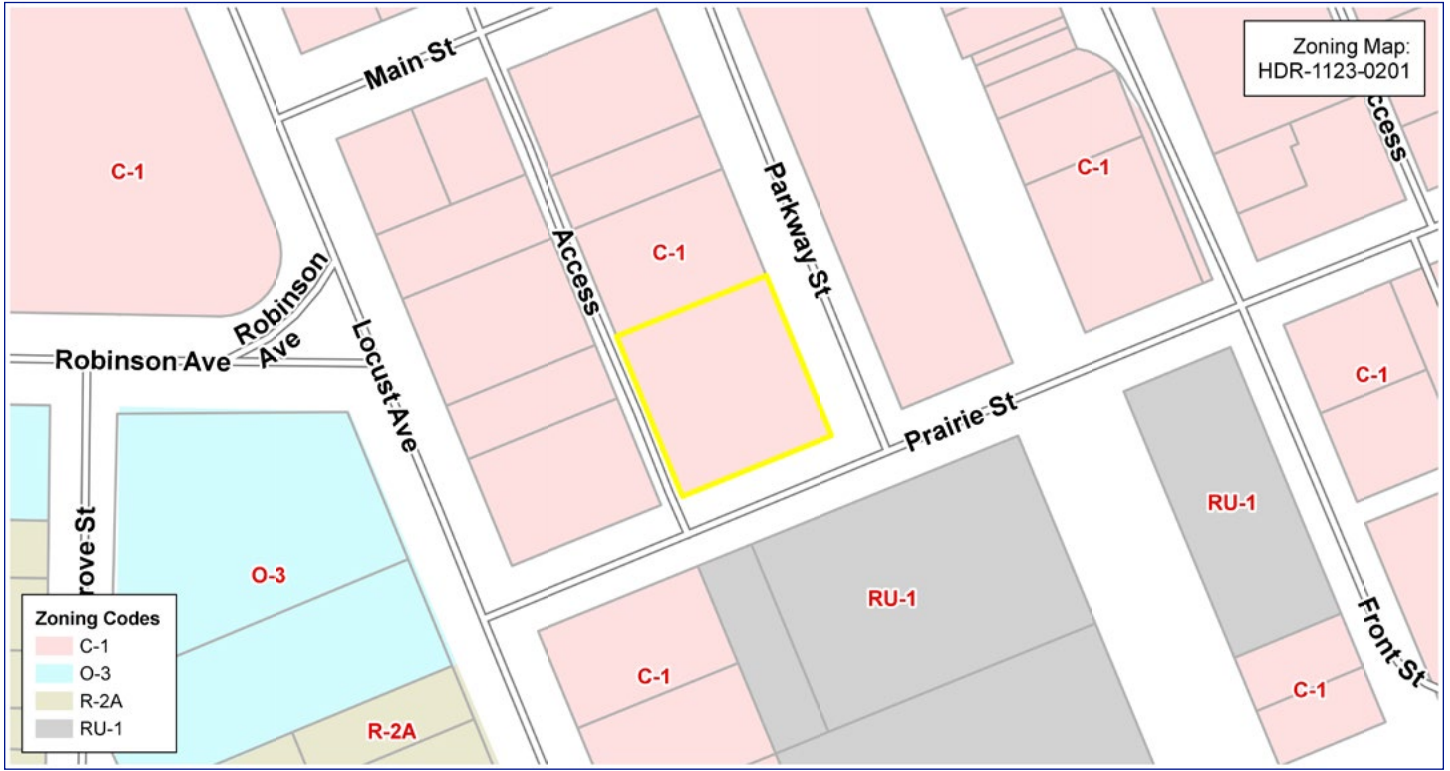 Zoning Map:
HDR-1123-0201
Main St
C-1
C-1
C-1
Parkway St
Access
Robinson
Ave
Robinson Ave
Locust Ave
Prairie St
C-1
RU-1
rove St
O-3
RU-1
Front St
C-1
C-1
R-2A
Zoning Codes
C-1
O-3
R-2A
RU-1
ccess